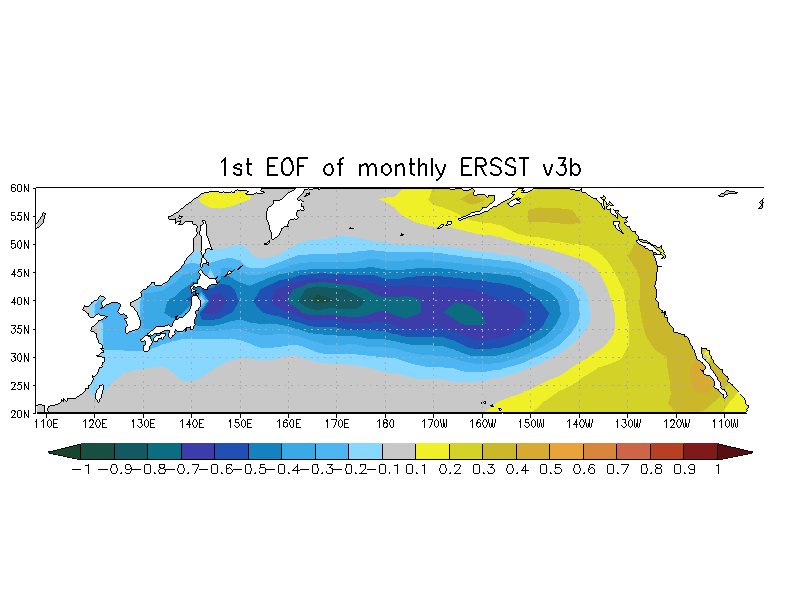 1st EOF of monthly ERSST v3b
60N
55N
50N
45N
40N
35N
30N
25N
20N
110E 120E 130E 140E 150E 160E 170E 180 170W 160W 150W 140W 130W 120W 110W
-1 -0.9 -0.8 -0.7 -0.6 -0.5 -0.4 -0.3 -0.2 -0.1 0.1 0.2 0.3 0.4 0.5 0.6 0.7 0.8 0.9 1